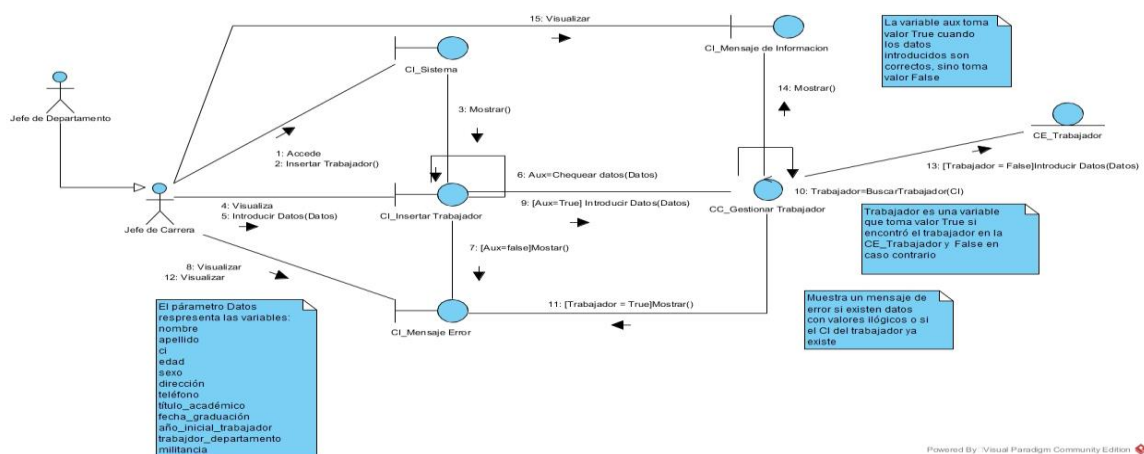 15: Visualizar
CI_Sistema
CI_Mensaje de Informacion
La variable aux toma
valor True cuando
los datos
introducidos son
correctos, sino toma
valor False
Jefe de Departamento
3: Mostrar()
14: Mostrar()
CE_Trabajador
1: Accede
2: Insertar Trabajador()
13: [Trabajador = False]Introducir Datos(Datos)
6: Aux=Chequear datos(Datos)
10: Trabajador=BuscarTrabajador(CI)
4: Visualiza
5: Introducir Datos(Datos)
Jefe de Carrera
CI_Insertar Trabajador
9: [Aux=True] Introducir Datos(Datos)
CC_Gestionar Trabajador
Trabajador es una variable
que toma valor True si
encontró el trabajador en la
CE_Trabajador y False en
caso contrario
7: [Aux=false]Mostar()
8: Visualizar
12: Visualizar
11: [Trabajador = True]Mostrar()
CI_Mensaje Error
Muestra un mensaje de
error si existen datos
con valores ilógicos o si
el CI del trabajador ya
existe
El párametro Datos
respresenta las variables:
nombre
apellido
ci
edad
sexo
dirección
teléfono
título_académico
fecha_graduación
año_inicial_trabajador
trabajdor_departamento
militancia
Powered By Visual Paradigm Community Edition